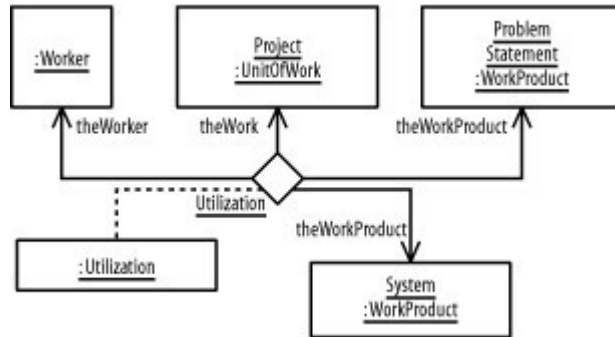 :Worker
Project
:UnitOfWork
Problem
Statement
:WorkProduct
theWorker
theWork
theWorkProduct
Utilization
theWorkProduct
:Utilization
System
:WorkProduct